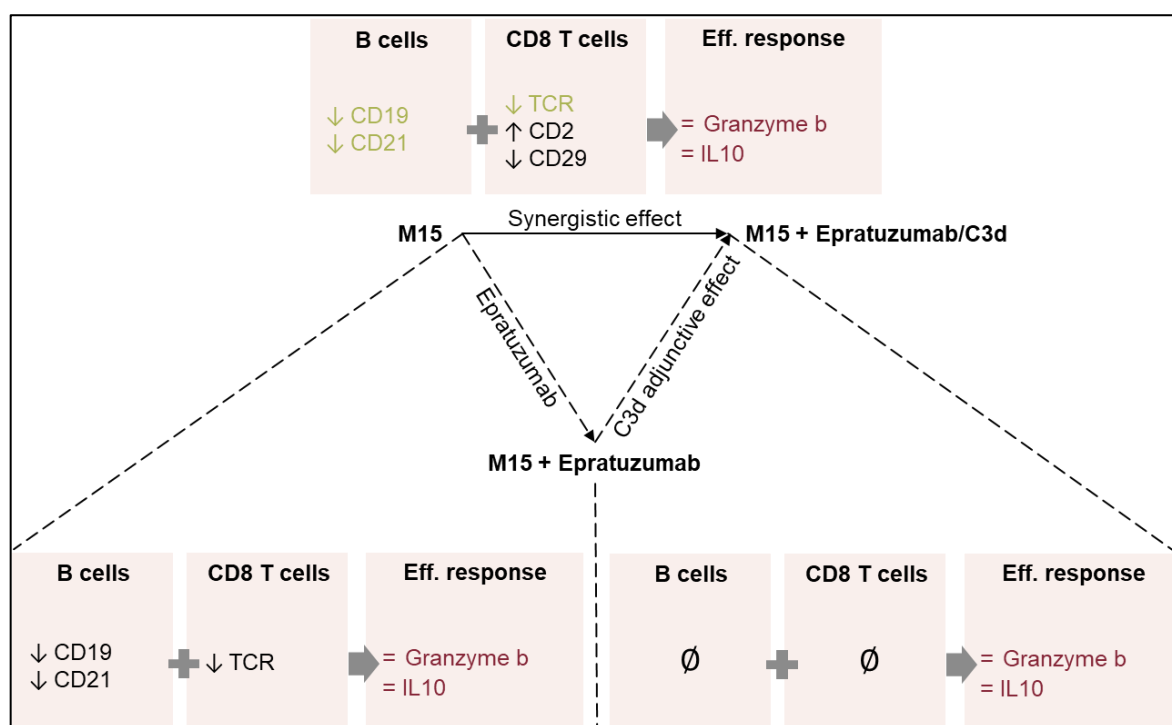 B cells
CD8 T cells
Eff. response
↓ CD19
↓ CD21
↓ TCR
↑ CD2
↓ CD29
= Granzyme b
= IL10
Synergistic effect
M15
M15 + Epratuzumab/C3d
Epratuzumab
C3d adjunctive effect
M15 + Epratuzumab
B cells
CD8 T cells
Eff. response
↓ CD19
↓ CD21
↓ TCR
= Granzyme b
= IL10
B cells
CD8 T cells
Eff. response
Ø
Ø
= Granzyme b
= IL10